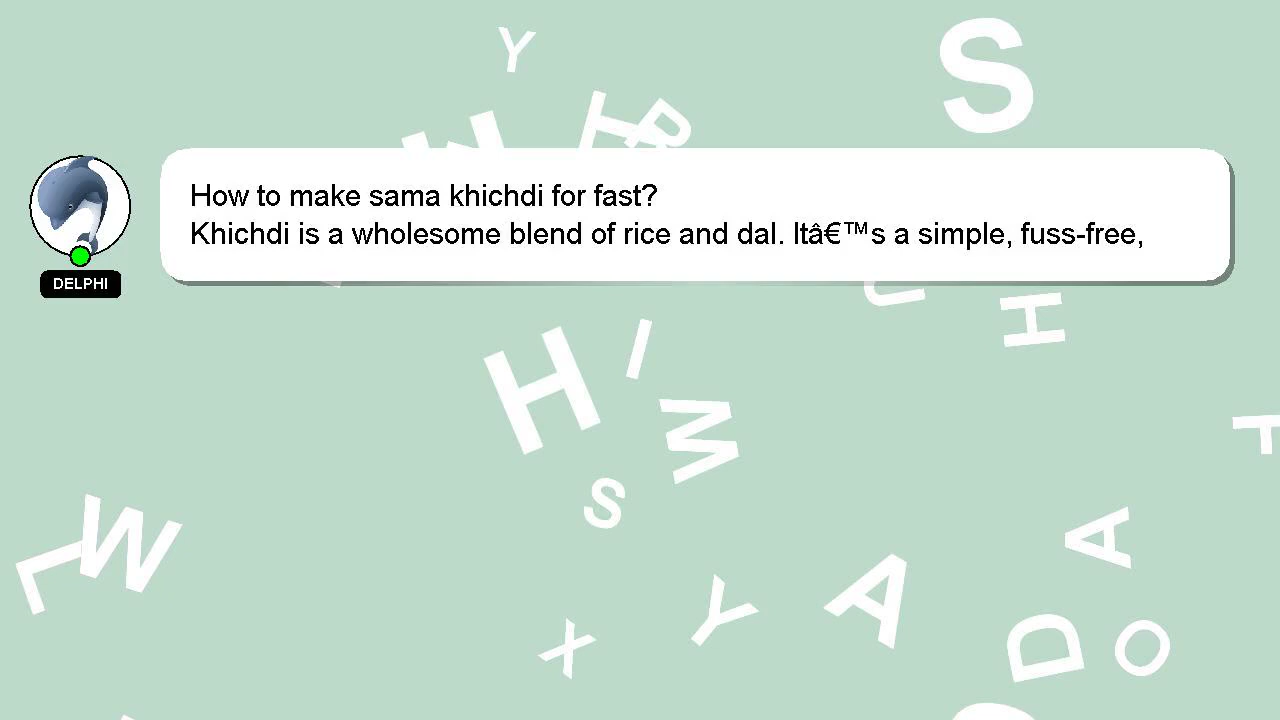 Y
S
W
I
R
How to make sama khichdi for fast?
Khichdi is a wholesome blend of rice and dal. Itâ€™s a simple, fuss-free,
DELPHI
H
I
H
W
S
W
L
A
A
Y
X
D
O